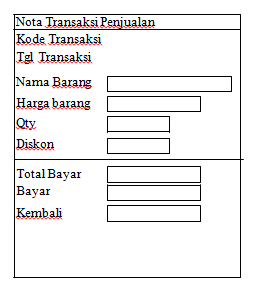 Nota Transaksi Penjualan
Kode Transaksi
Tgl Transaksi
Nama Barang
Harga barang
Qty
Diskon
Total Bayar
Bayar
Kembali